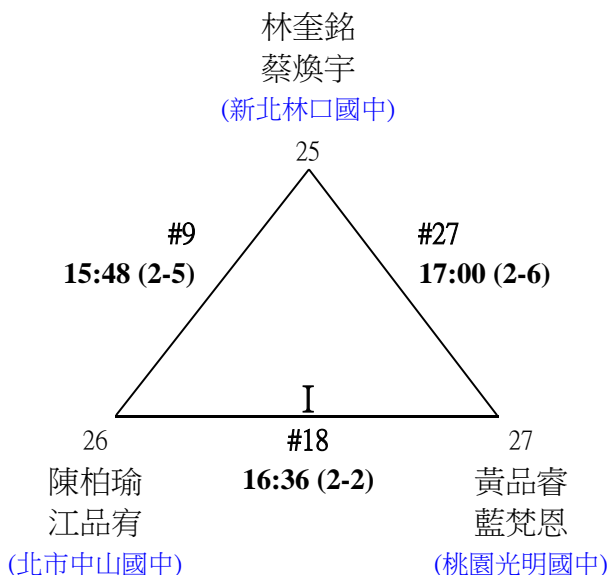 林奎銘
蔡煥宇
(新北林口國中)
25
#9
15:48 (2-5)
#27
17:00 (2-6)
I
26
#18
27
陳柏瑜
16:36 (2-2)
黃品睿
江品宥
藍梵恩
(北市中山國中)
(桃園光明國中)